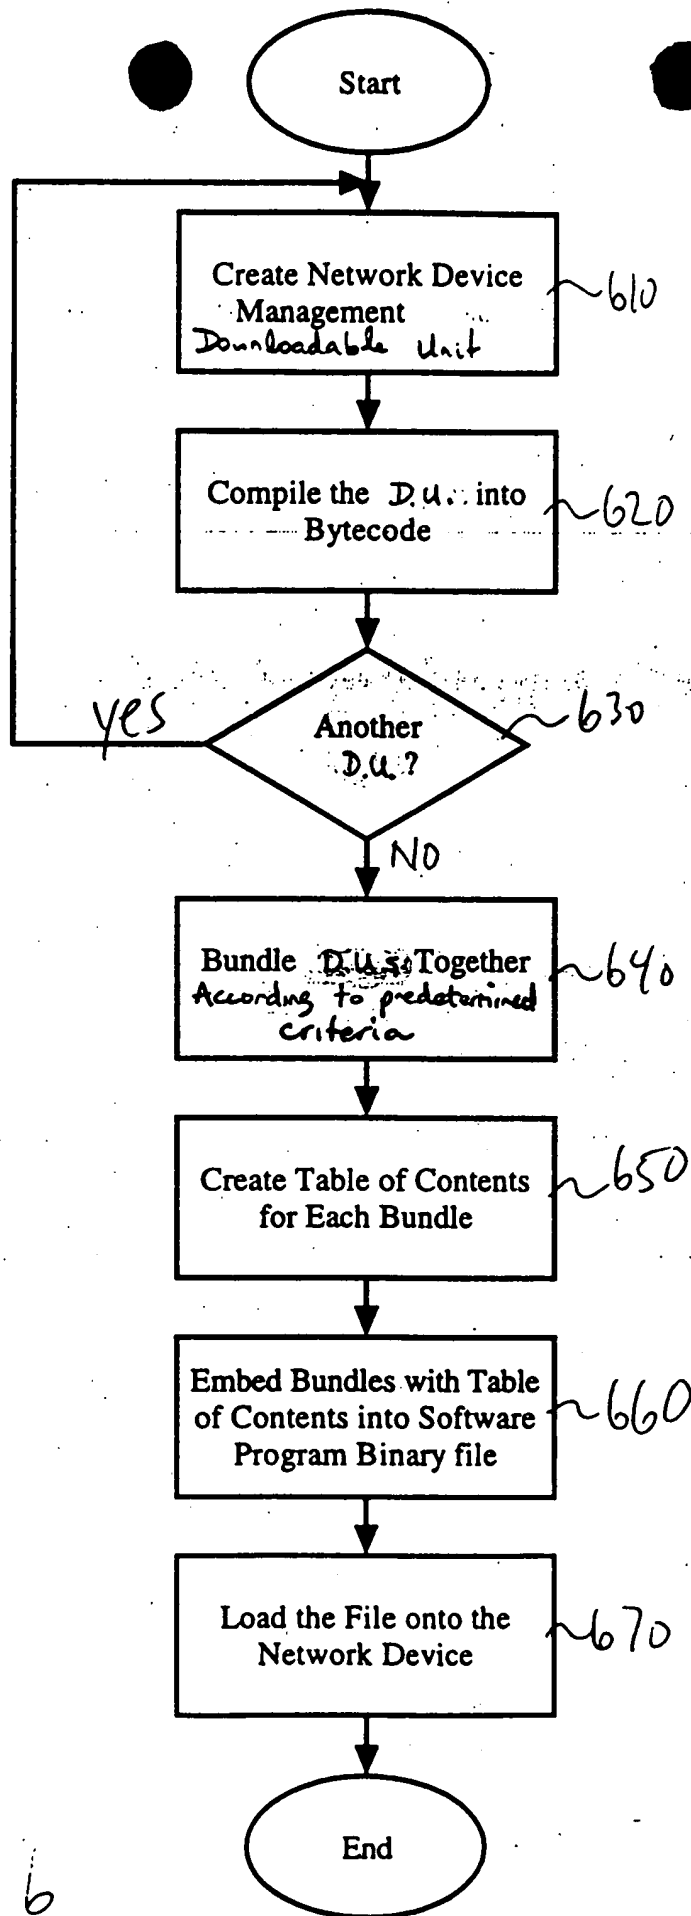 Start
Create Network Device
Management
Downloadable Unit
610
Compile the D.U. into
Bytecode
620
Another
D.U.?
630
yes
NO
Bundle D.U.s Together
According to predetermined
criteria
640
Create Table of Contents
for Each Bundle
650
Embed Bundles with Table
of Contents into Software
Program Binary file
660
Load the File onto the
Network Device
670
End
6